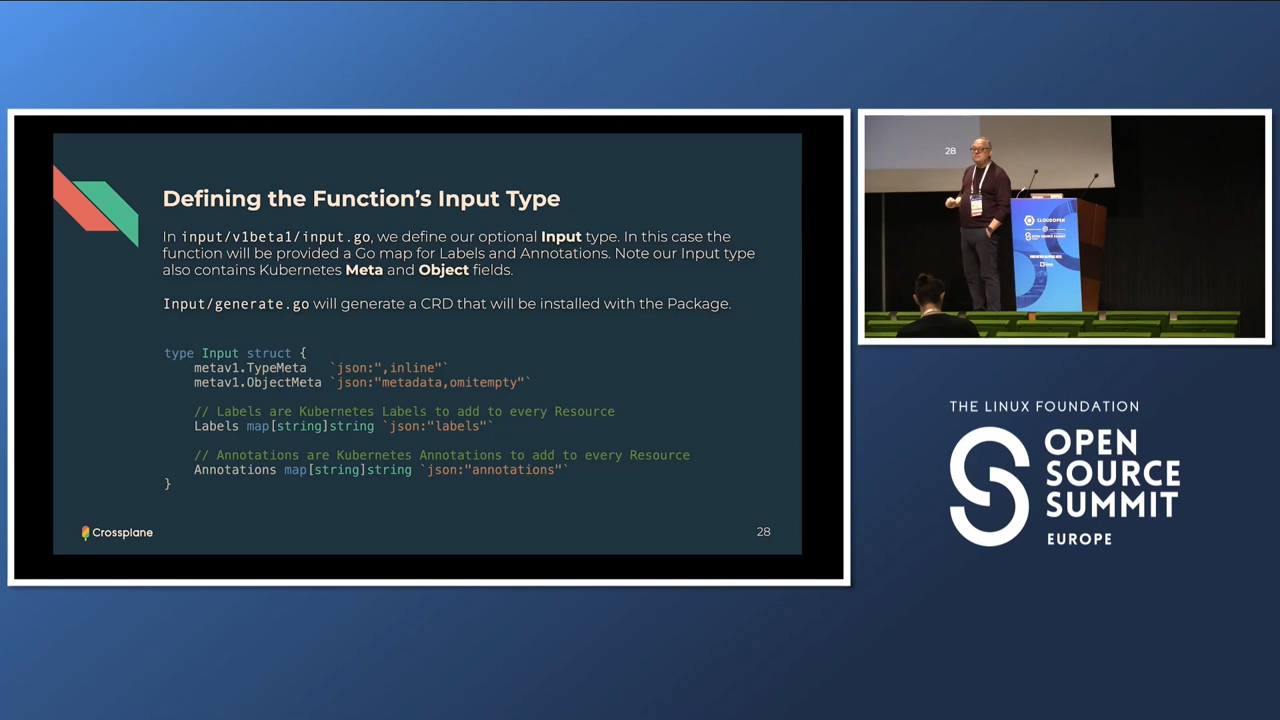 Defining the Function's Input Type
In input/v1beta1/input.go, we define our optional Input type. In this case the
function will be provided a Go map for Labels and Annotations. Note our Input type
also contains Kubernetes Meta and Object fields.
Input/generate.go will generate a CRD that will be installed with the Package.
type Input struct {
metav1.TypeMeta `json:",inline"`
metav1.ObjectMeta `json:"metadata,omitempty"`
// Labels are Kubernetes Labels to add to every Resource
Labels map[string]string `json:"labels"`
// Annotations are Kubernetes Annotations to add to every Resource
Annotations map[string]string `json:"annotations"`
}
Crossplane
28
28
CLOUDOPEN
THE LINUX FOUNDATION
OPEN
SOURCE
SUMMIT
EUROPE